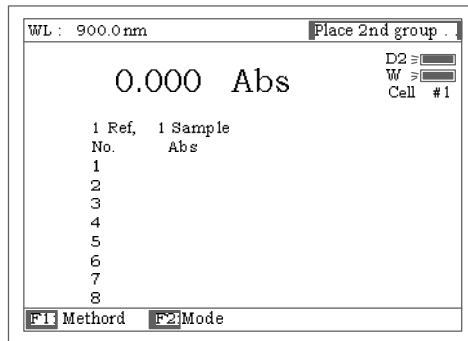 WL : 900.0nm Place 2nd group . .
D2
0.000 Abs W
Cell #1
1 Ref, 1 Sample
No. Abs
1
2
3
4
5
6
7
8
F1: Methord F2:Mode